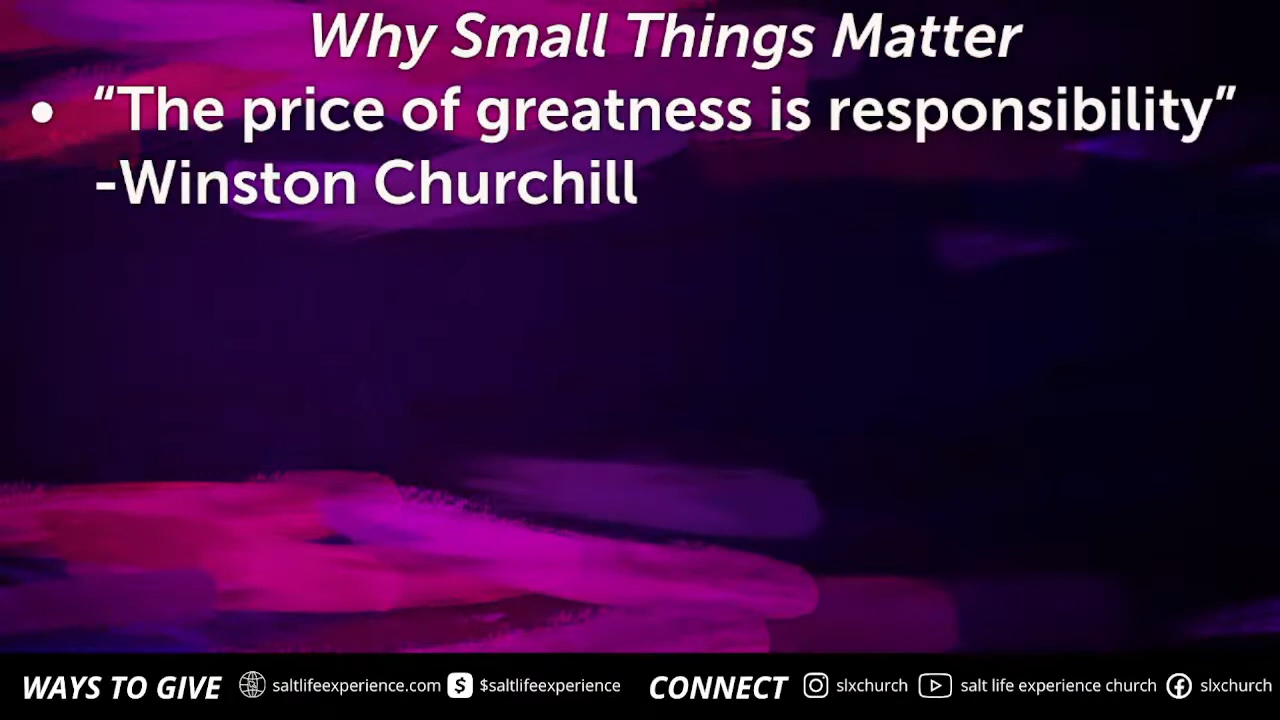 Why Small Things Matter
• “The price of greatness is responsibility”
-Winston Churchill
WAYS TO GIVE saltlifeexperience.com $saltlifeexperience CONNECT slxchurch salt life experience church slxchurch